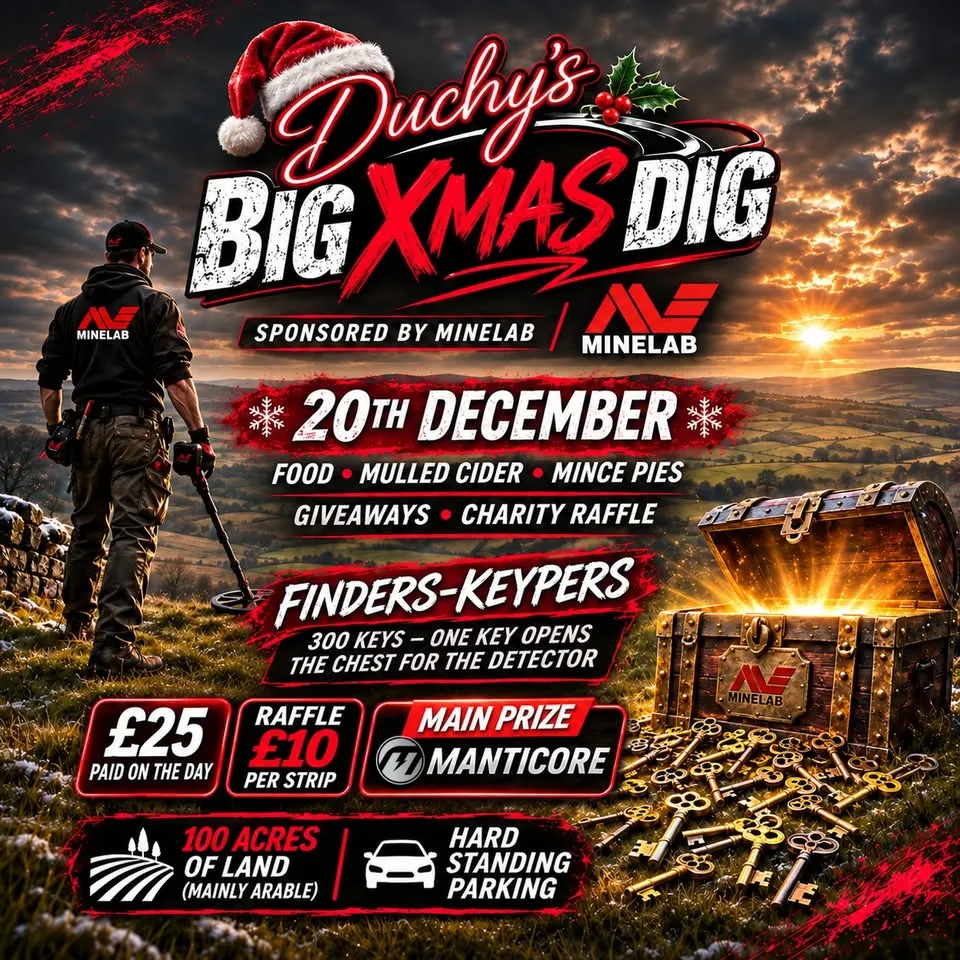 Duchy's
BIG XMAS DIG
SPONSORED BY MINELAB
MINELAB
MINELAB
20TH DECEMBER
FOOD • MULLED CIDER • MINCE PIES
GIVEAWAYS • CHARITY RAFFLE
FINDERS-KEYPERS
300 KEYS – ONE KEY OPENS
THE CHEST FOR THE DETECTOR
MINELAB
£25
PAID ON THE DAY
RAFFLE
£10
PER STRIP
MAIN PRIZE
MANTICORE
100 ACRES
OF LAND
(MAINLY ARABLE)
HARD
STANDING
PARKING